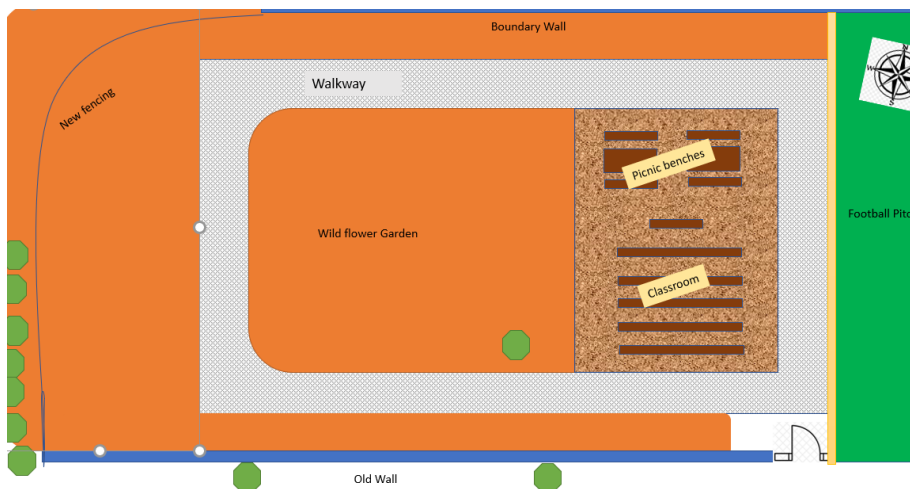 Boundary Wall
N
W
S
Walkway
New fencing
Picnic benches
Football Pitc
Wild flower Garden
Classroom
Old Wall